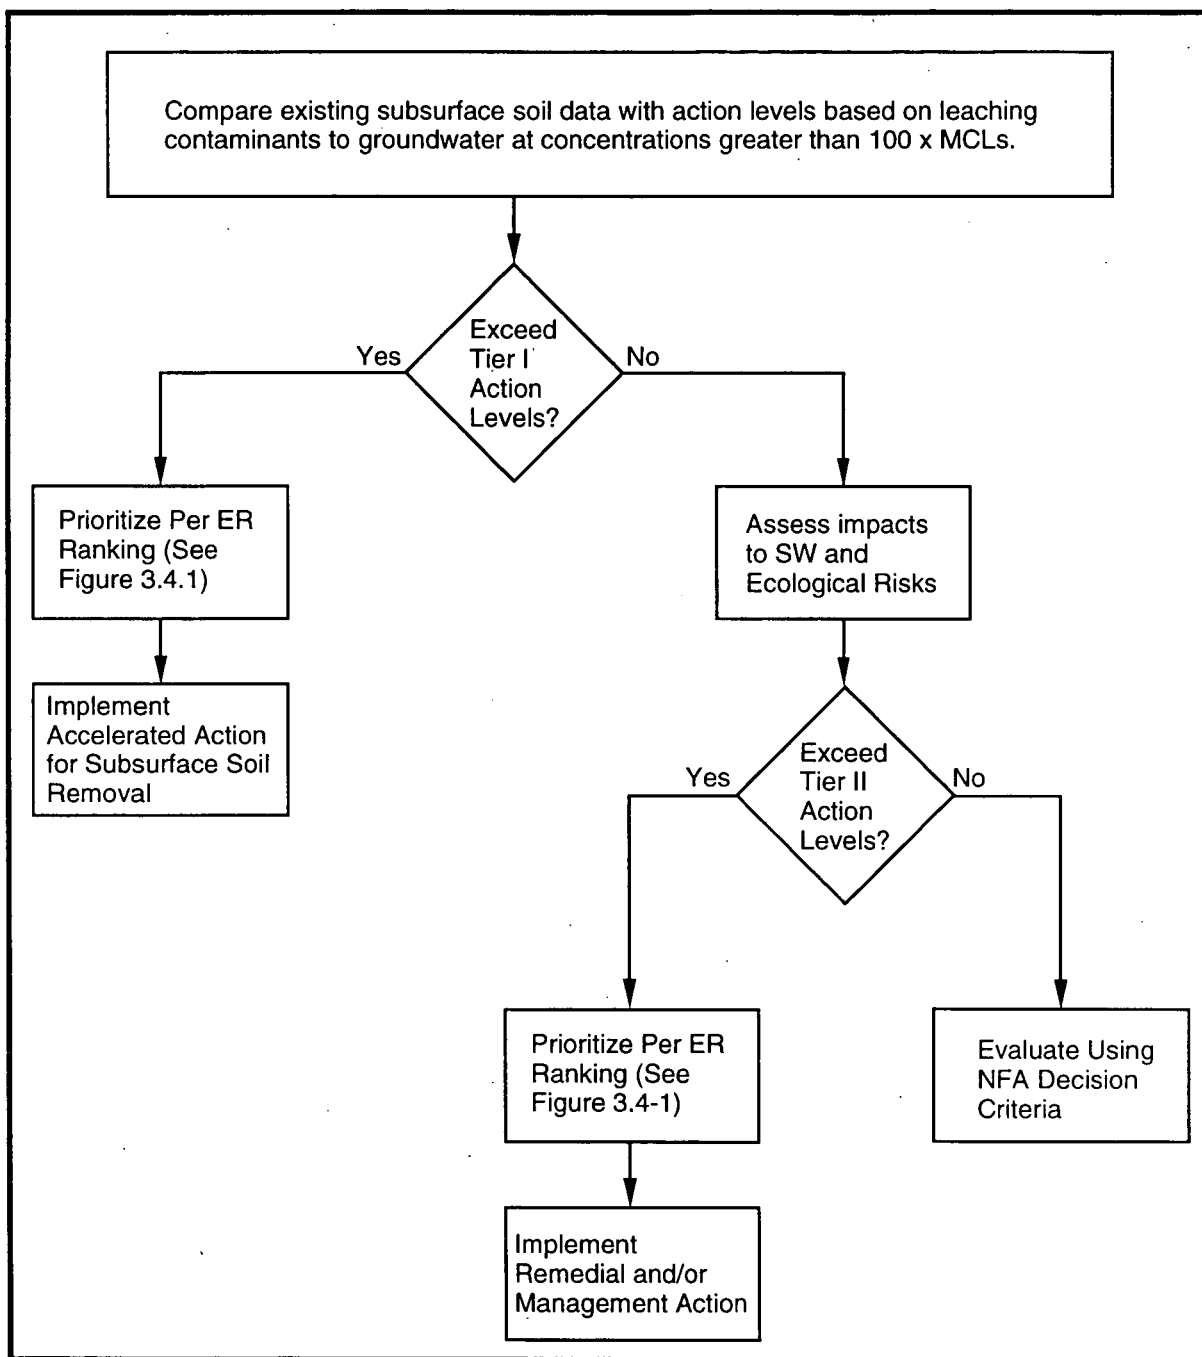 Compare existing subsurface soil data with action levels based on leaching
contaminants to groundwater at concentrations greater than 100 x MCLs.
Exceed
Tier I
Action
Levels?
Yes
No
Prioritize Per ER
Ranking (See
Figure 3.4.1)
Assess impacts
to SW and
Ecological Risks
Implement
Accelerated Action
for Subsurface Soil
Removal
Exceed
Tier II
Action
Levels?
Yes
No
Prioritize Per ER
Ranking (See
Figure 3.4-1)
Evaluate Using
NFA Decision
Criteria
Implement
Remedial and/or
Management Action